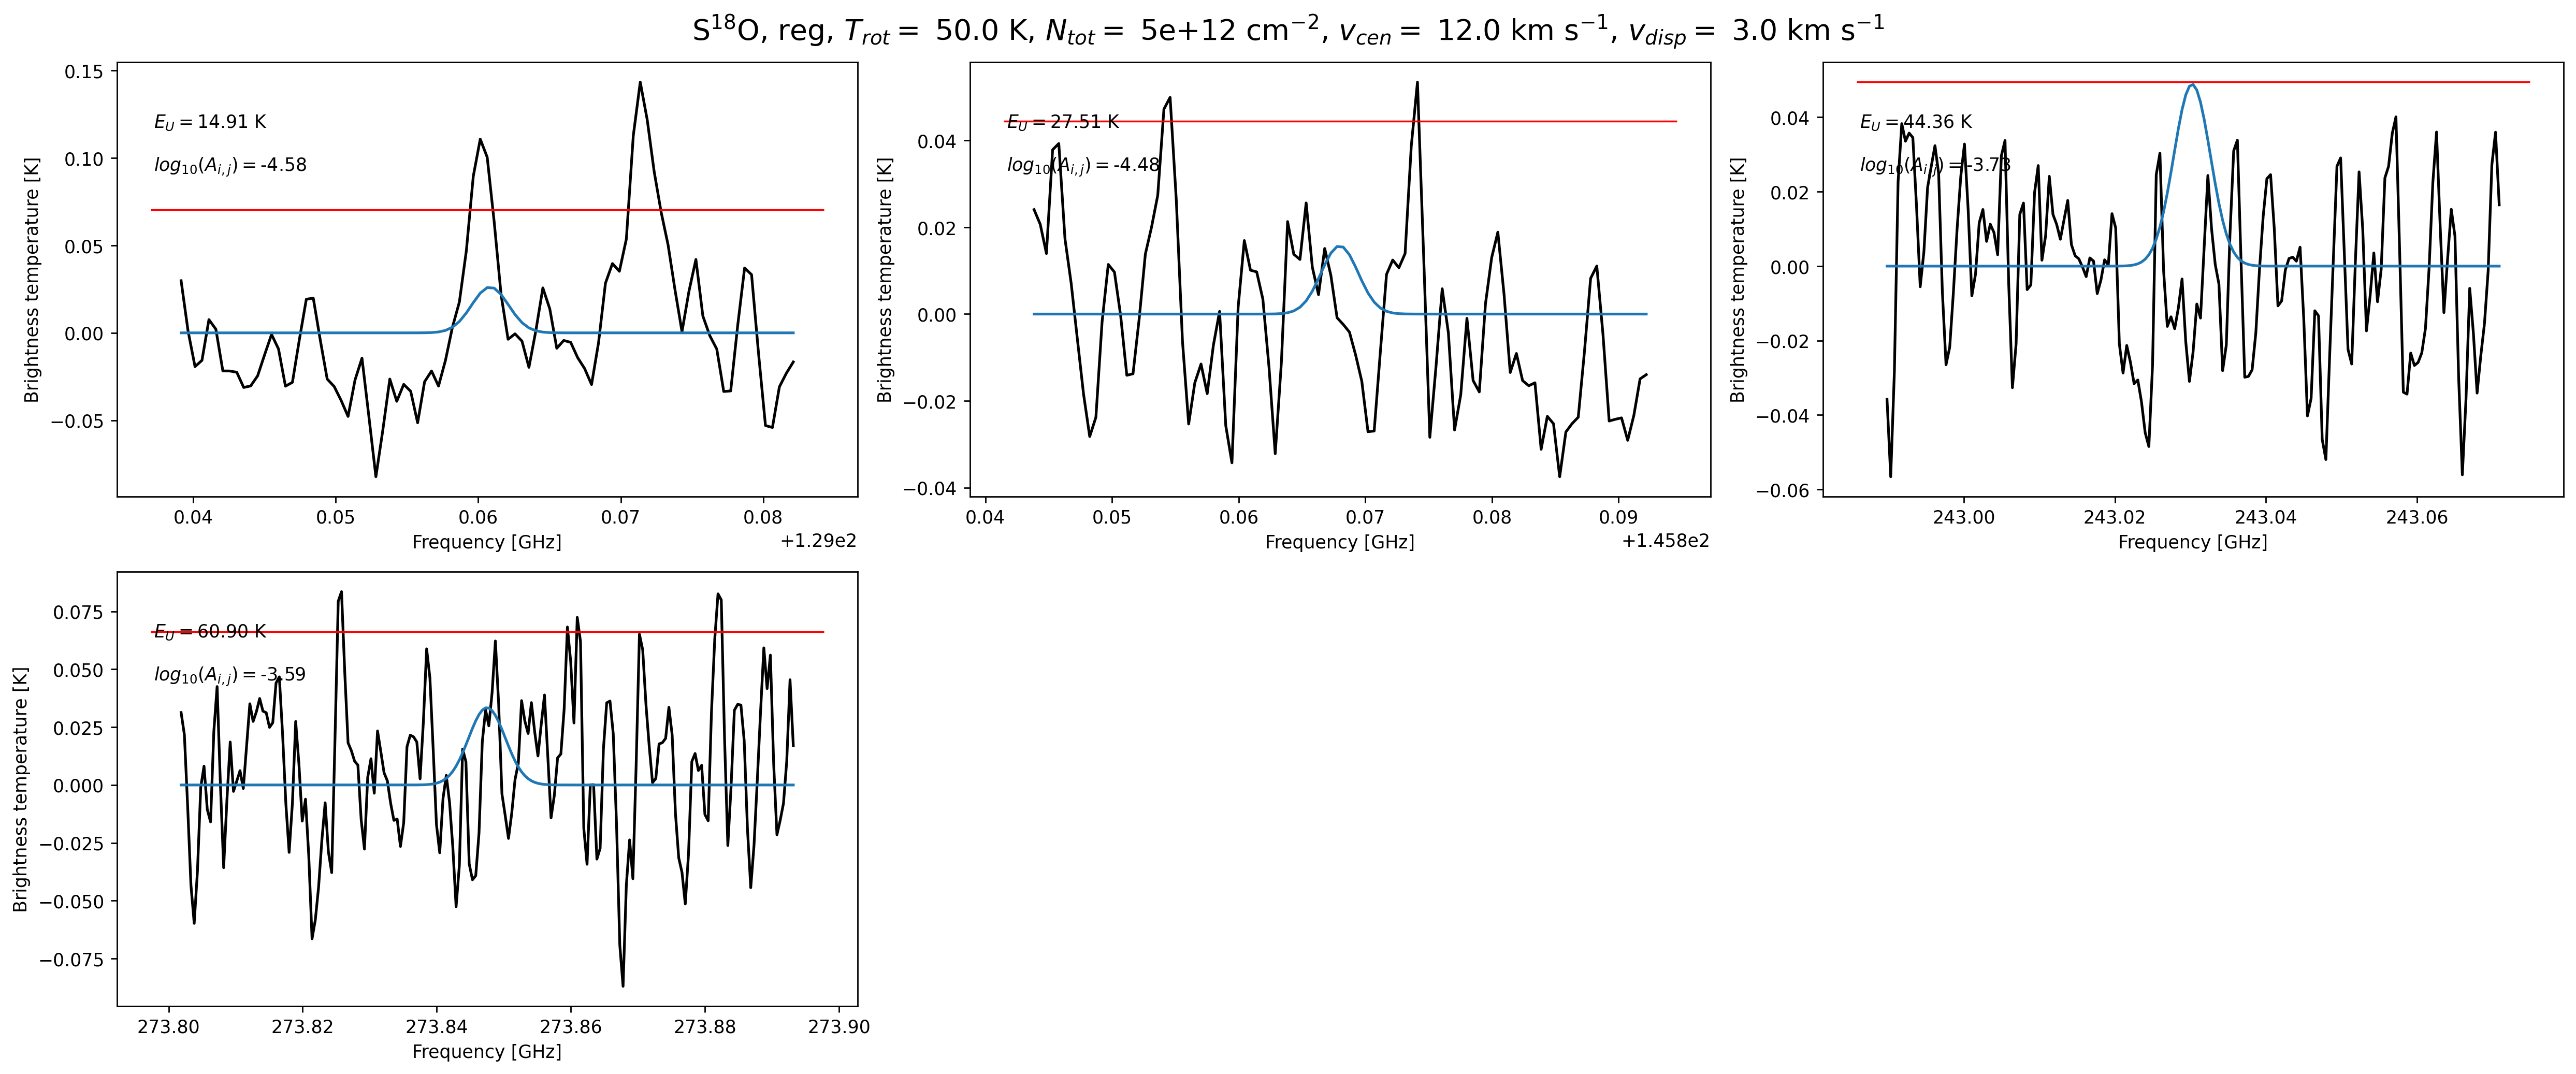 S¹⁸O, reg, T_rot = 50.0 K, N_tot = 5e+12 cm⁻², v_cen = 12.0 km s⁻¹, v_disp = 3.0 km s⁻¹
Brightness temperature [K]
0.15
0.10
0.05
0.00
−0.05
E_U = 14.91 K
log₁₀(A_i,j) = -4.58
0.04 0.05 0.06 0.07 0.08
Frequency [GHz]
+1.29e2
Brightness temperature [K]
0.04
0.02
0.00
−0.02
−0.04
E_U = 27.51 K
log₁₀(A_i,j) = -4.48
0.04 0.05 0.06 0.07 0.08 0.09
Frequency [GHz]
+1.458e2
Brightness temperature [K]
0.04
0.02
0.00
−0.02
−0.04
−0.06
E_U = 44.36 K
log₁₀(A_i,j) = -3.73
243.00 243.02 243.04 243.06
Frequency [GHz]
Brightness temperature [K]
0.075
0.050
0.025
0.000
−0.025
−0.050
−0.075
E_U = 60.90 K
log₁₀(A_i,j) = -3.59
273.80 273.82 273.84 273.86 273.88 273.90
Frequency [GHz]